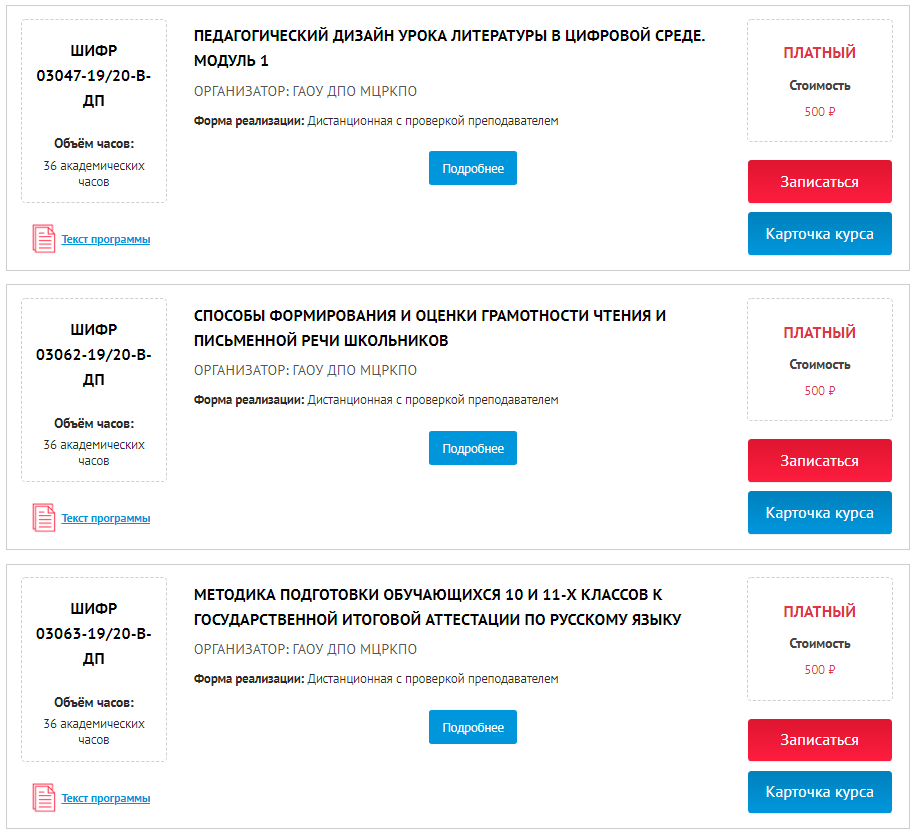 ШИФР
03047-19/20-В-
ДП
Объём часов:
36 академических
часов
Текст программы
ПЕДАГОГИЧЕСКИЙ ДИЗАЙН УРОКА ЛИТЕРАТУРЫ В ЦИФРОВОЙ СРЕДЕ.
МОДУЛЬ 1
ОРГАНИЗАТОР: ГАОУ ДПО МЦРКПО
Форма реализации: Дистанционная с проверкой преподавателем
Подробнее
ПЛАТНЫЙ
Стоимость
500 ₽
Записаться
Карточка курса
ШИФР
03062-19/20-В-
ДП
Объём часов:
36 академических
часов
Текст программы
СПОСОБЫ ФОРМИРОВАНИЯ И ОЦЕНКИ ГРАМОТНОСТИ ЧТЕНИЯ И
ПИСЬМЕННОЙ РЕЧИ ШКОЛЬНИКОВ
ОРГАНИЗАТОР: ГАОУ ДПО МЦРКПО
Форма реализации: Дистанционная с проверкой преподавателем
Подробнее
ПЛАТНЫЙ
Стоимость
500 ₽
Записаться
Карточка курса
ШИФР
03063-19/20-В-
ДП
Объём часов:
36 академических
часов
Текст программы
МЕТОДИКА ПОДГОТОВКИ ОБУЧАЮЩИХСЯ 10 И 11-Х КЛАССОВ К
ГОСУДАРСТВЕННОЙ ИТОГОВОЙ АТТЕСТАЦИИ ПО РУССКОМУ ЯЗЫКУ
ОРГАНИЗАТОР: ГАОУ ДПО МЦРКПО
Форма реализации: Дистанционная с проверкой преподавателем
Подробнее
ПЛАТНЫЙ
Стоимость
500 ₽
Записаться
Карточка курса